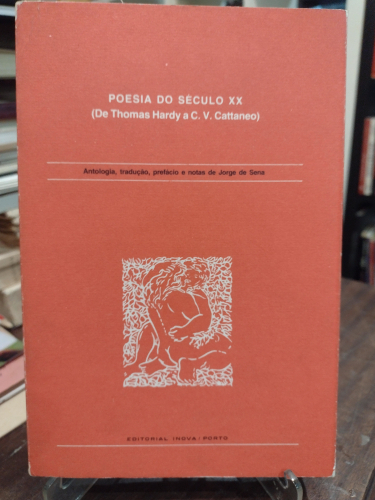 POESIA DO SÉCULO XX
(De Thomas Hardy a C. V. Cattaneo)
Antologia, tradução, prefácio e notas de Jorge de Sena
EDITORIAL INOVA / PORTO